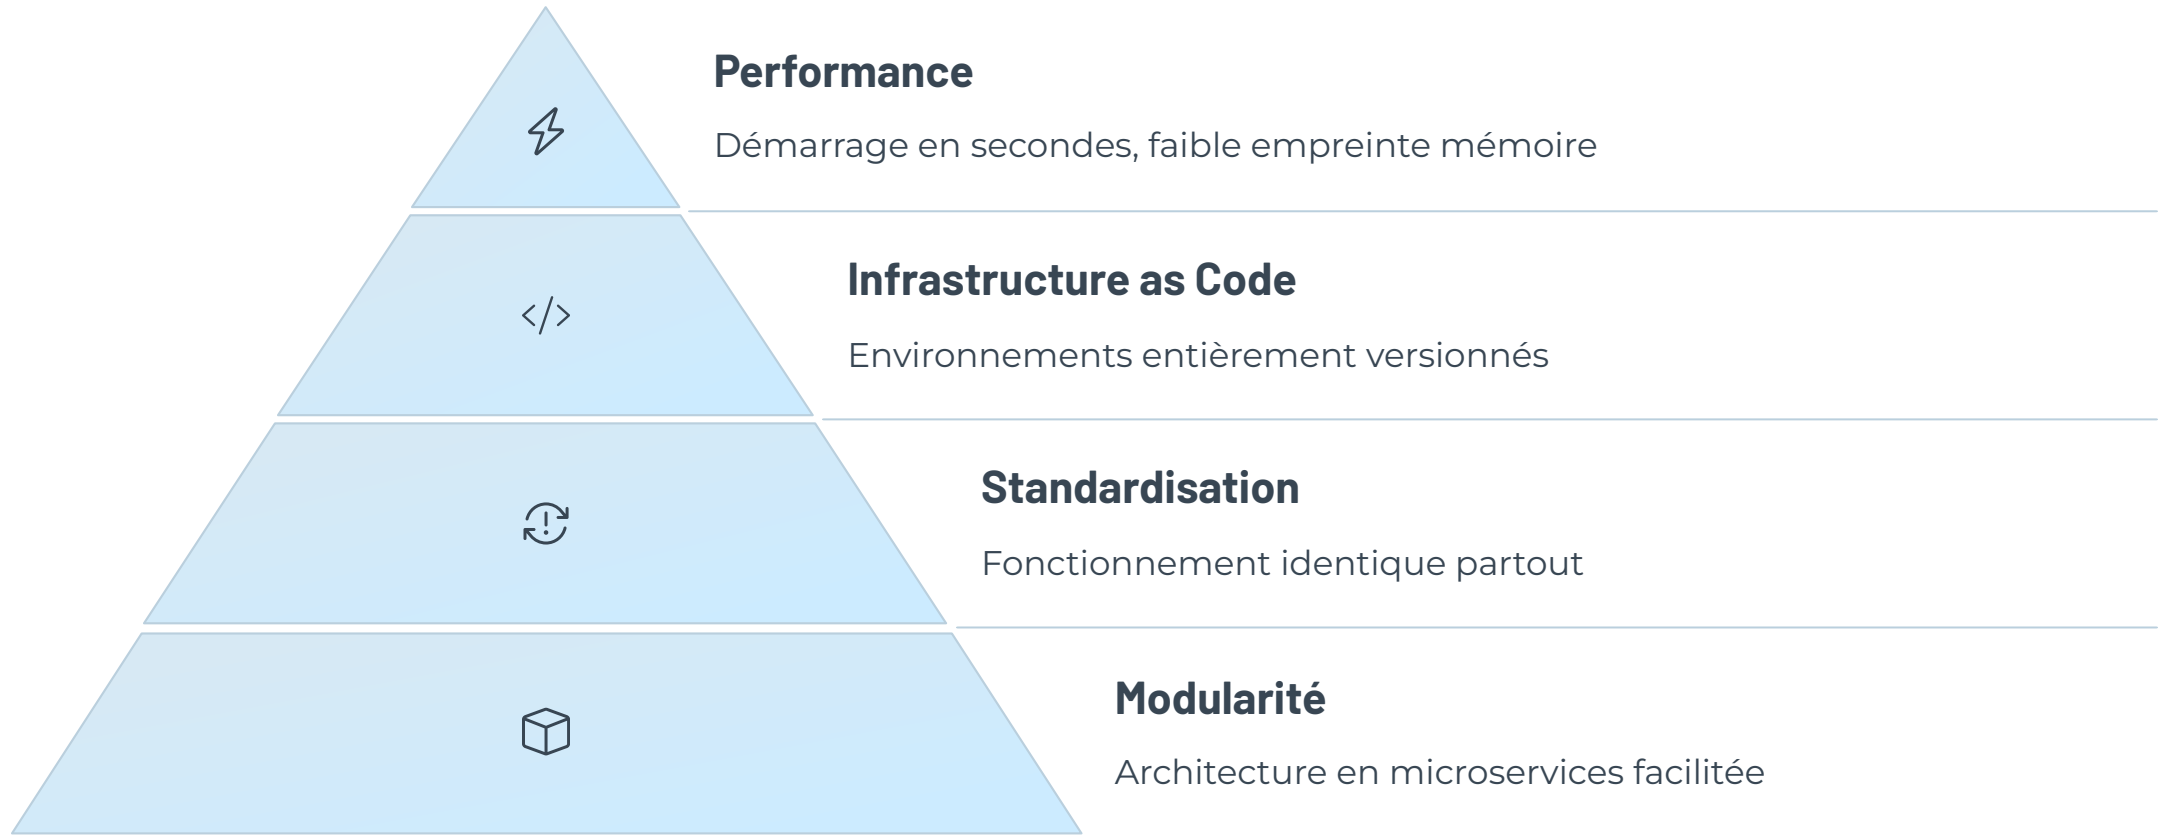 Performance
Démarrage en secondes, faible empreinte mémoire
Infrastructure as Code
Environnements entièrement versionnés
Standardisation
Fonctionnement identique partout
Modularité
Architecture en microservices facilitée